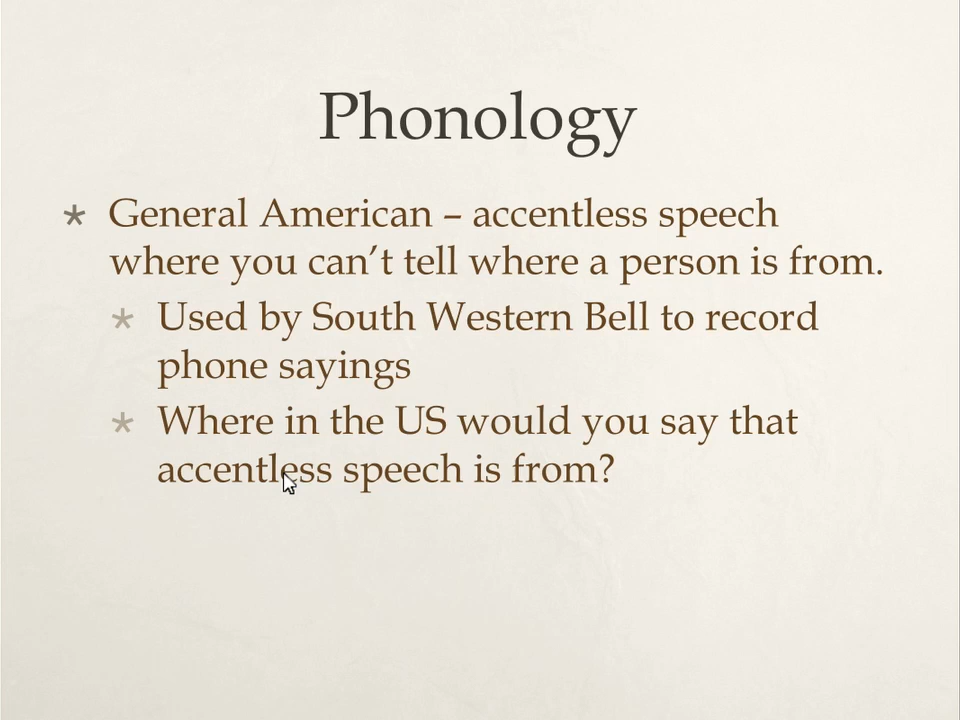 Phonology
* General American – accentless speech
where you can’t tell where a person is from.
* Used by South Western Bell to record
phone sayings
* Where in the US would you say that
accentless speech is from?